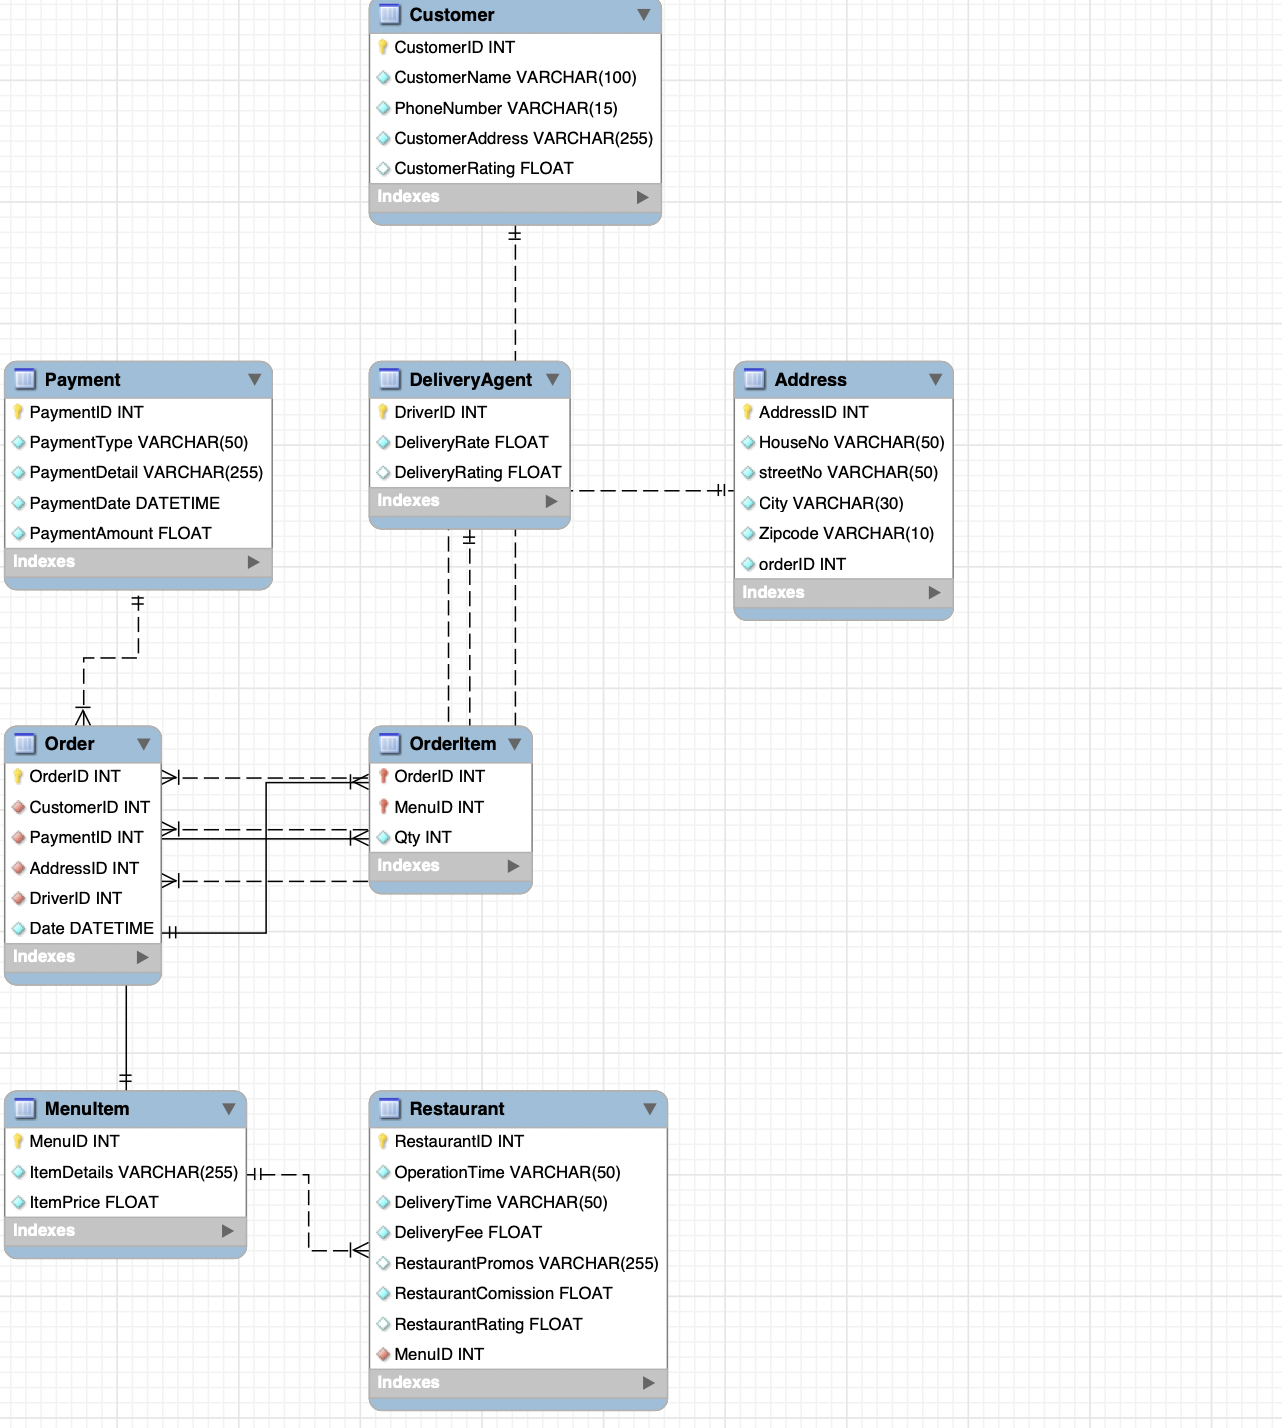 Customer
CustomerID INT
CustomerName VARCHAR(100)
PhoneNumber VARCHAR(15)
CustomerAddress VARCHAR(255)
CustomerRating FLOAT
Indexes
Payment
PaymentID INT
PaymentType VARCHAR(50)
PaymentDetail VARCHAR(255)
PaymentDate DATETIME
PaymentAmount FLOAT
Indexes
DeliveryAgent
DriverID INT
DeliveryRate FLOAT
DeliveryRating FLOAT
Indexes
Address
AddressID INT
HouseNo VARCHAR(50)
streetNo VARCHAR(50)
City VARCHAR(30)
Zipcode VARCHAR(10)
orderID INT
Indexes
Order
OrderID INT
CustomerID INT
PaymentID INT
AddressID INT
DriverID INT
Date DATETIME
Indexes
OrderItem
OrderID INT
MenuID INT
Qty INT
Indexes
MenuItem
MenuID INT
ItemDetails VARCHAR(255)
ItemPrice FLOAT
Indexes
Restaurant
RestaurantID INT
OperationTime VARCHAR(50)
DeliveryTime VARCHAR(50)
DeliveryFee FLOAT
RestaurantPromos VARCHAR(255)
RestaurantComission FLOAT
RestaurantRating FLOAT
MenuID INT
Indexes